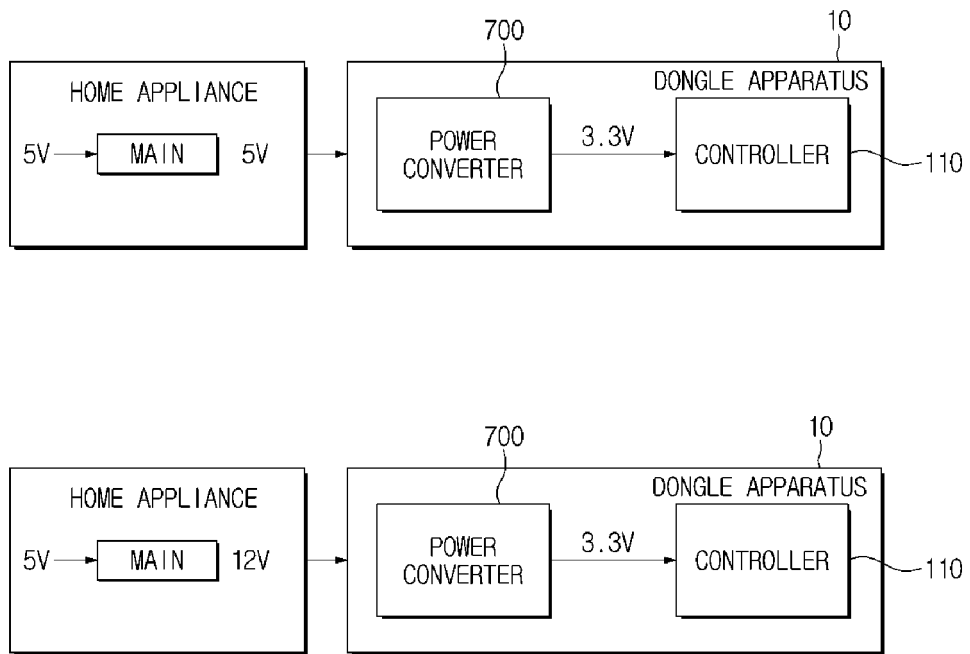 700
10
HOME APPLIANCE
DONGLE APPARATUS
5V
MAIN
5V
POWER
CONVERTER
3.3V
CONTROLLER
110
700
10
HOME APPLIANCE
DONGLE APPARATUS
5V
MAIN
12V
POWER
CONVERTER
3.3V
CONTROLLER
110